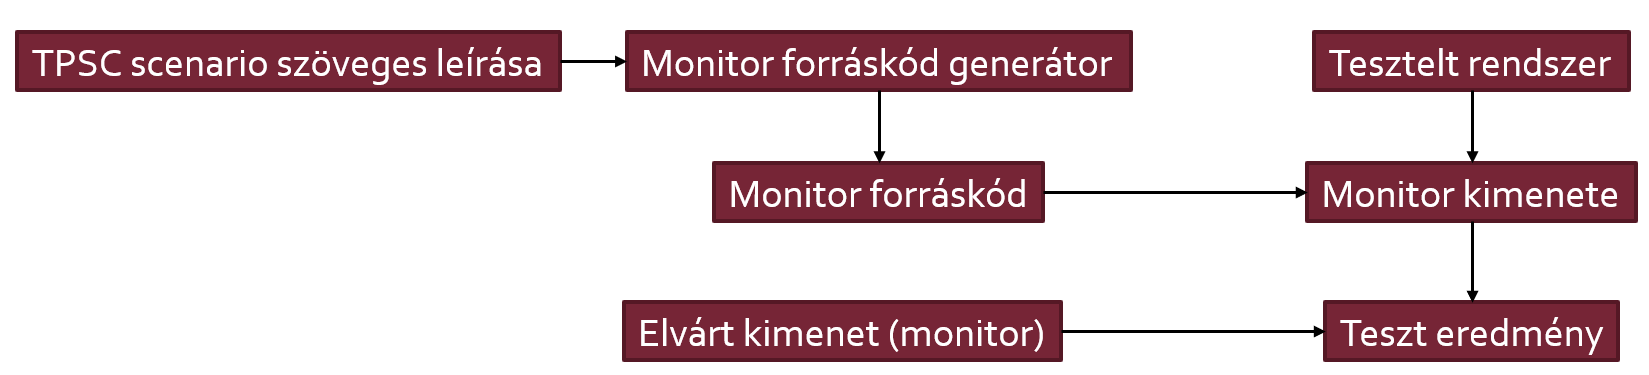 TPSC scenario szöveges leírása
Monitor forráskód generátor
Tesztelt rendszer
Monitor forráskód
Monitor kimenete
Elvárt kimenet (monitor)
Teszt eredmény